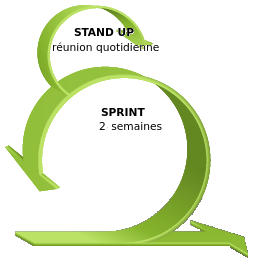 STAND UP
réunion quotidienne
SPRINT
2 semaines